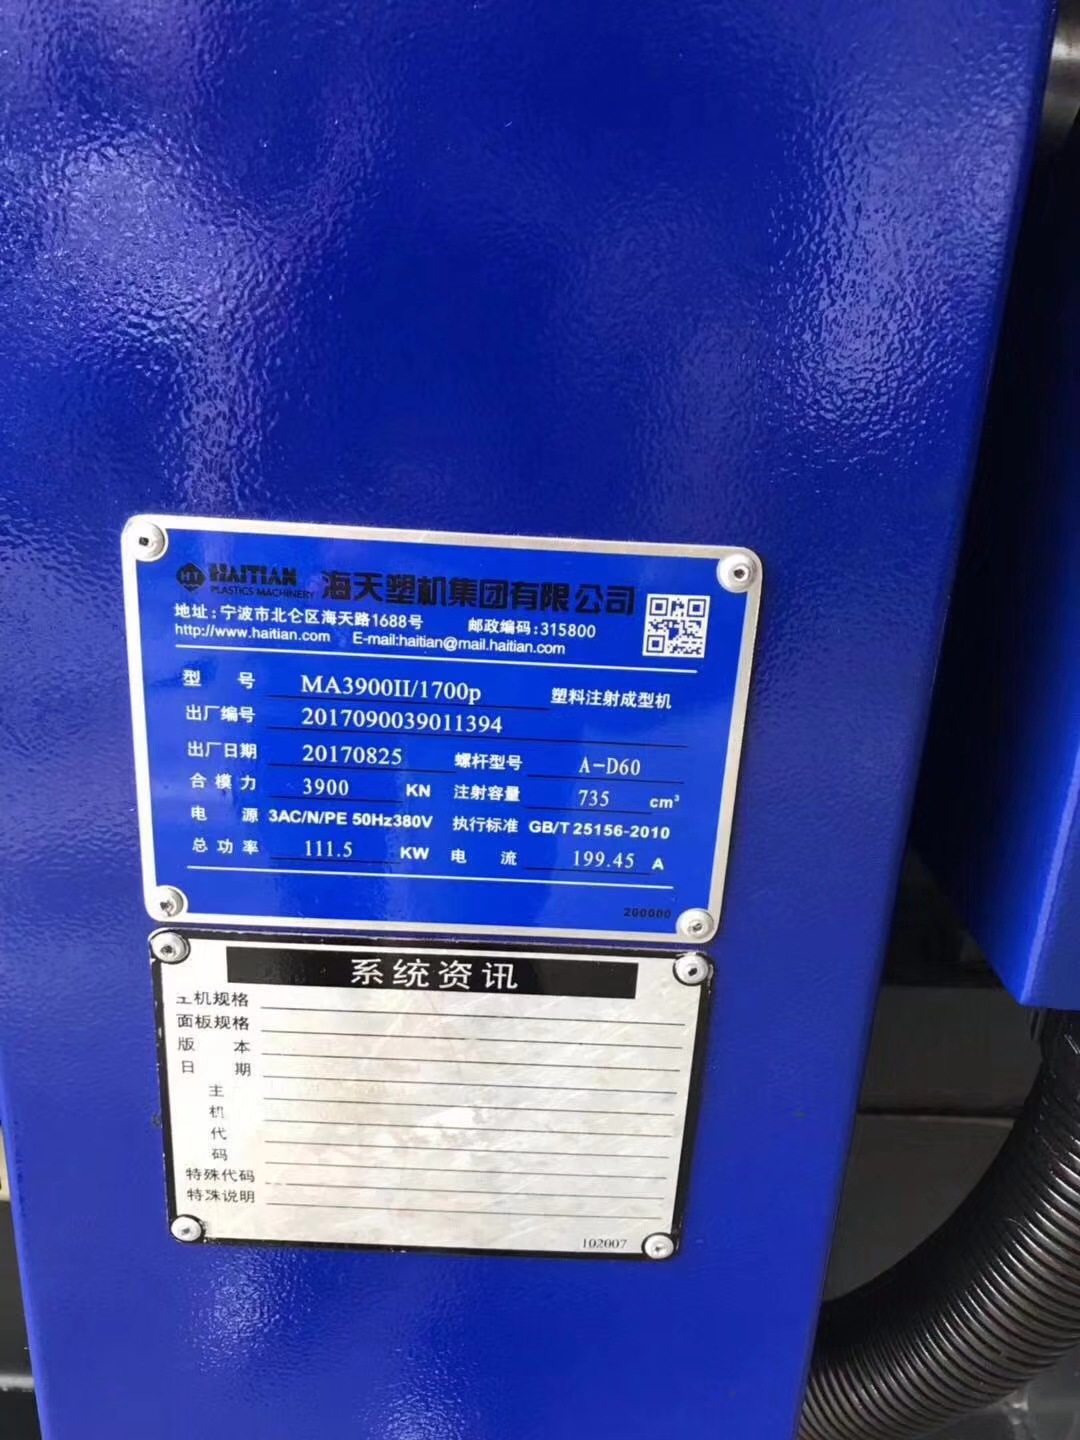 HT HAITIAN PLASTICS MACHINERY 海天塑机集团有限公司
地址:宁波市北仑区海天路1688号 邮政编码:315800
http://www.haitian.com E-mail:haitian@mail.haitian.com
型 号 MA3900II/1700p 塑料注射成型机
出厂编号 2017090039011394
出厂日期 20170825 螺杆型号 A-D60
合模力 3900 KN 注射容量 735 cm³
电 源 3AC/N/PE 50Hz380V 执行标准 GB/T 25156-2010
总功率 111.5 KW 电 流 199.45 A
200000
系统资讯
主机规格
面板规格
版 本
日 期
主
机
代
码
特殊代码
特殊说明
102007